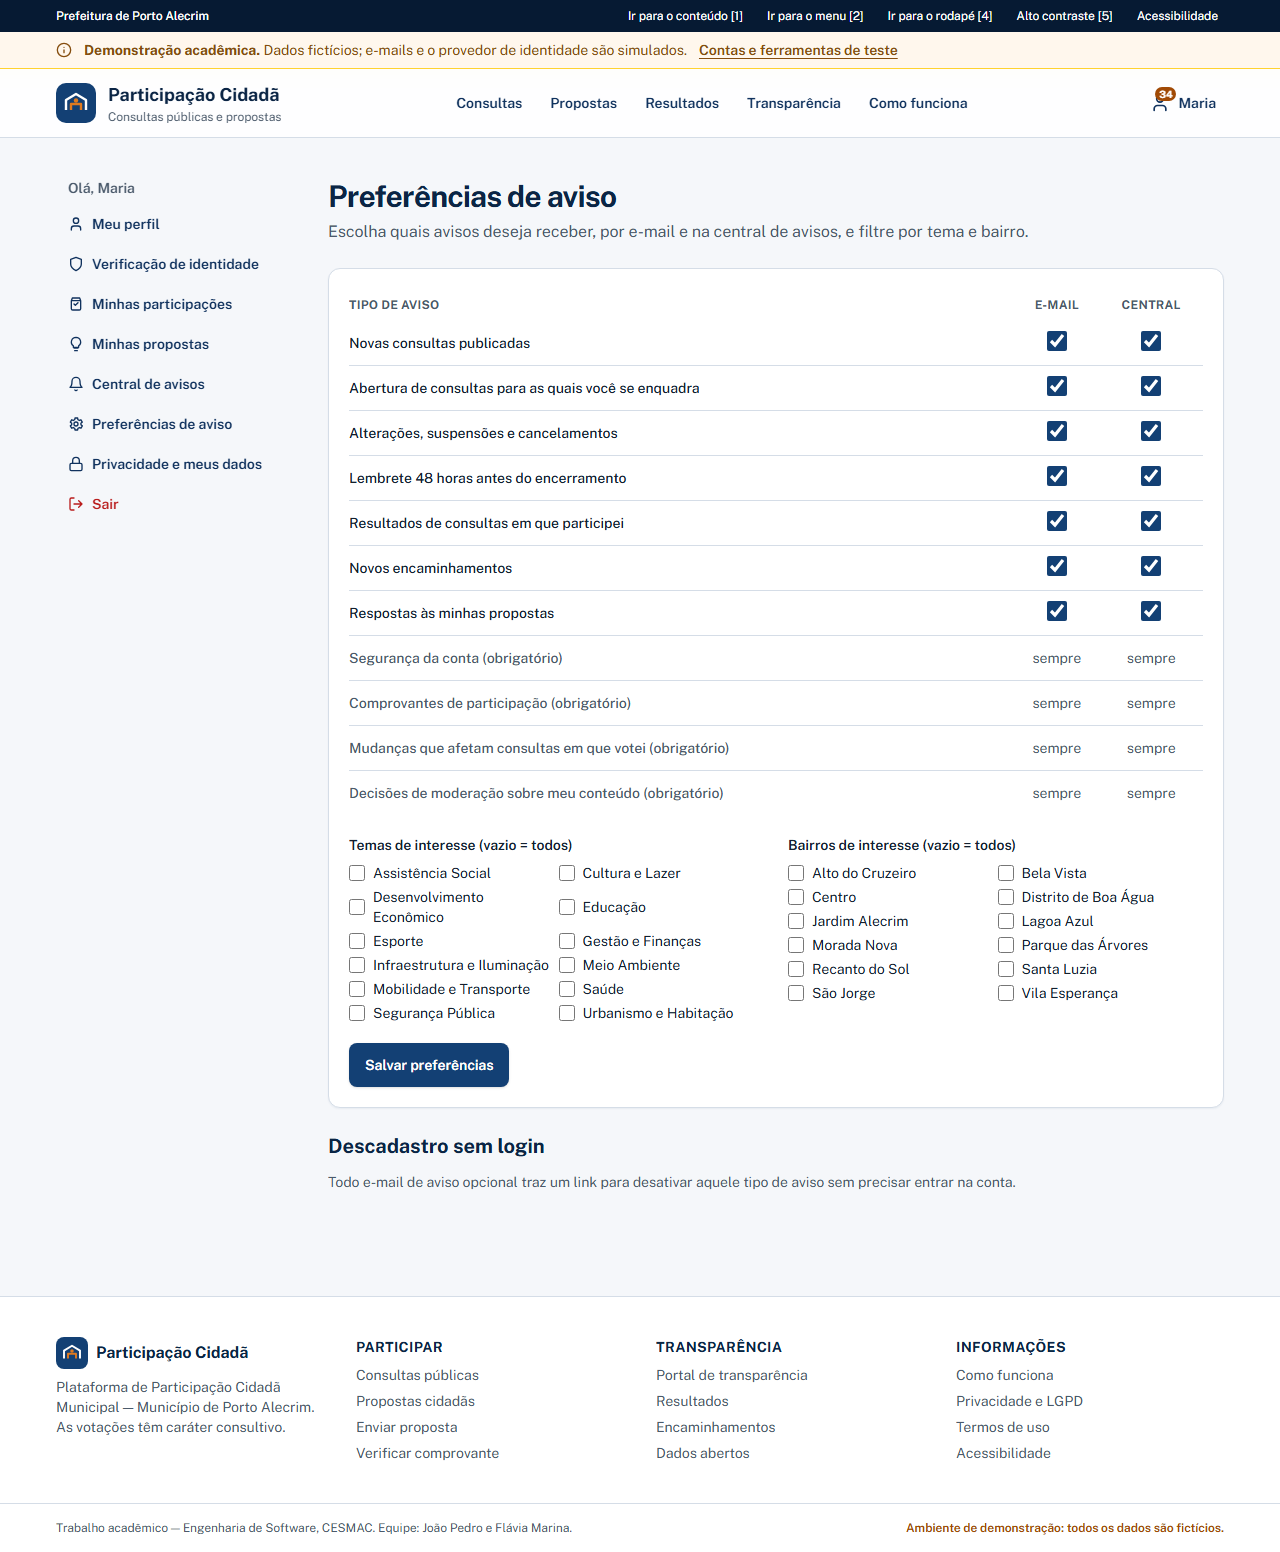 Prefeitura de Porto Alecrim
Ir para o conteúdo [1] Ir para o menu [2] Ir para o rodapé [4] Alto contraste [5] Acessibilidade
Demonstração acadêmica. Dados fictícios; e-mails e o provedor de identidade são simulados. Contas e ferramentas de teste
Participação Cidadã
Consultas públicas e propostas
Consultas Propostas Resultados Transparência Como funciona
34
Maria
Olá, Maria
Meu perfil
Verificação de identidade
Minhas participações
Minhas propostas
Central de avisos
Preferências de aviso
Privacidade e meus dados
Sair
Preferências de aviso
Escolha quais avisos deseja receber, por e-mail e na central de avisos, e filtre por tema e bairro.
TIPO DE AVISO E-MAIL CENTRAL
Novas consultas publicadas
Abertura de consultas para as quais você se enquadra
Alterações, suspensões e cancelamentos
Lembrete 48 horas antes do encerramento
Resultados de consultas em que participei
Novos encaminhamentos
Respostas às minhas propostas
Segurança da conta (obrigatório) sempre sempre
Comprovantes de participação (obrigatório) sempre sempre
Mudanças que afetam consultas em que votei (obrigatório) sempre sempre
Decisões de moderação sobre meu conteúdo (obrigatório) sempre sempre
Temas de interesse (vazio = todos)
Assistência Social Cultura e Lazer
Desenvolvimento
Econômico
Educação
Esporte Gestão e Finanças
Infraestrutura e Iluminação Meio Ambiente
Mobilidade e Transporte Saúde
Segurança Pública Urbanismo e Habitação
Bairros de interesse (vazio = todos)
Alto do Cruzeiro Bela Vista
Centro Distrito de Boa Água
Jardim Alecrim Lagoa Azul
Morada Nova Parque das Árvores
Recanto do Sol Santa Luzia
São Jorge Vila Esperança
Salvar preferências
Descadastro sem login
Todo e-mail de aviso opcional traz um link para desativar aquele tipo de aviso sem precisar entrar na conta.
Participação Cidadã
Plataforma de Participação Cidadã
Municipal — Município de Porto Alecrim.
As votações têm caráter consultivo.
PARTICIPAR
Consultas públicas
Propostas cidadãs
Enviar proposta
Verificar comprovante
TRANSPARÊNCIA
Portal de transparência
Resultados
Encaminhamentos
Dados abertos
INFORMAÇÕES
Como funciona
Privacidade e LGPD
Termos de uso
Acessibilidade
Trabalho acadêmico — Engenharia de Software, CESMAC. Equipe: João Pedro e Flávia Marina.
Ambiente de demonstração: todos os dados são fictícios.